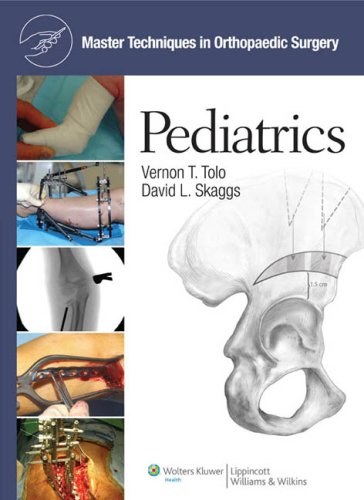 Master Techniques in Orthopaedic Surgery
Pediatrics
Vernon T. Tolo
David L. Skaggs
1.5 cm
Wolters Kluwer
Health
Lippincott
Williams & Wilkins